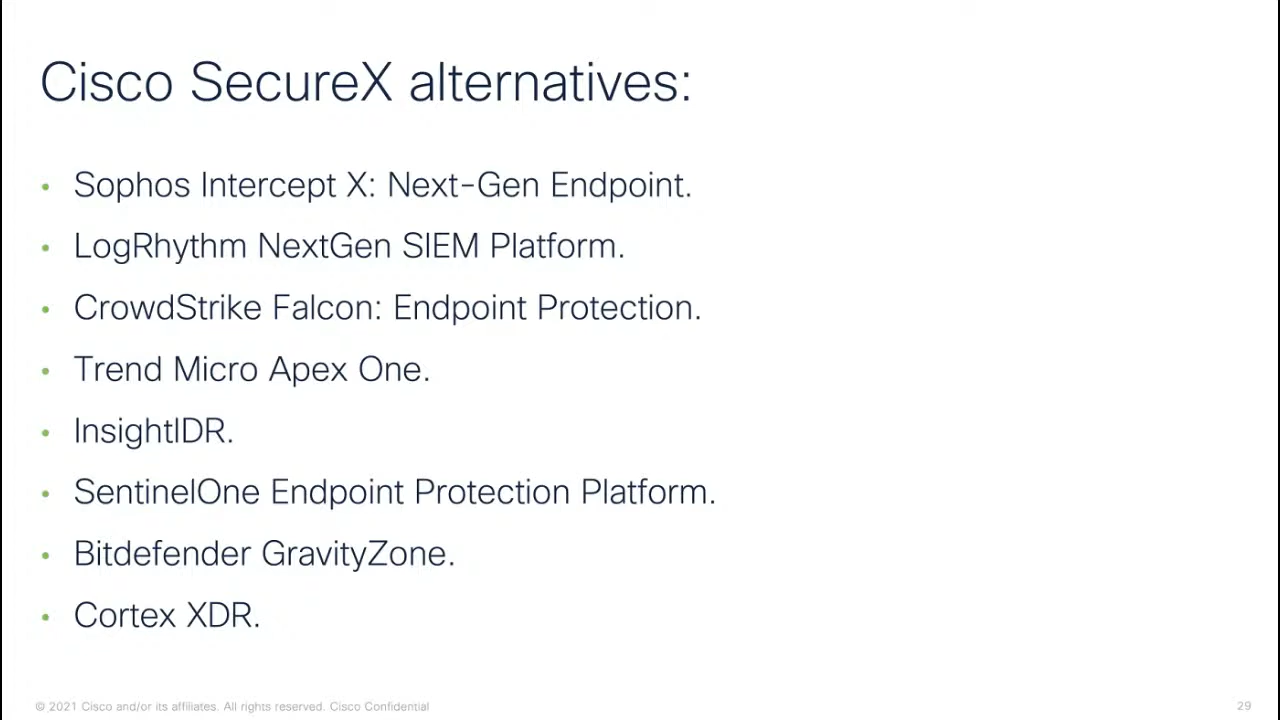 Cisco SecureX alternatives:
• Sophos Intercept X: Next-Gen Endpoint.
• LogRhythm NextGen SIEM Platform.
• CrowdStrike Falcon: Endpoint Protection.
• Trend Micro Apex One.
• InsightIDR.
• SentinelOne Endpoint Protection Platform.
• Bitdefender GravityZone.
• Cortex XDR.
© 2021 Cisco and/or its affiliates. All rights reserved. Cisco Confidential
29